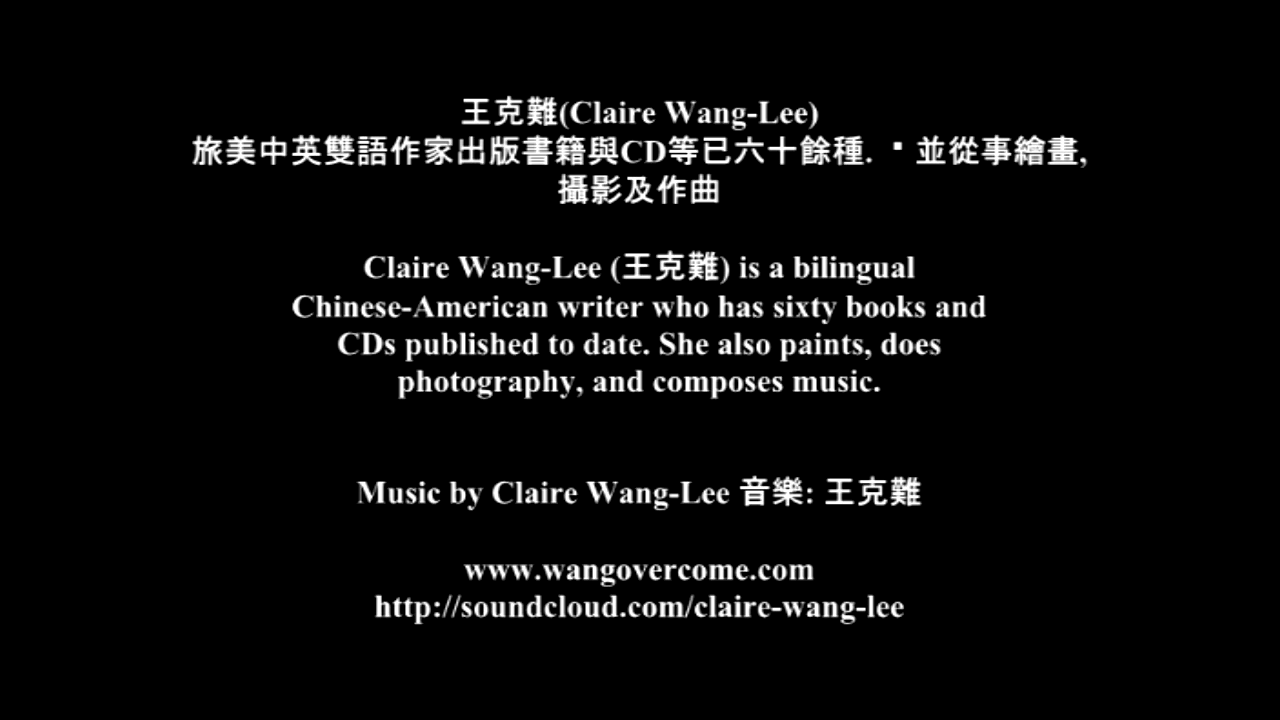 王克難(Claire Wang-Lee)
旅美中英雙語作家出版書籍與CD等已六十餘種. ▪ 並從事繪畫,
攝影及作曲
Claire Wang-Lee (王克難) is a bilingual
Chinese-American writer who has sixty books and
CDs published to date. She also paints, does
photography, and composes music.
Music by Claire Wang-Lee 音樂: 王克難
www.wangovercome.com
http://soundcloud.com/claire-wang-lee